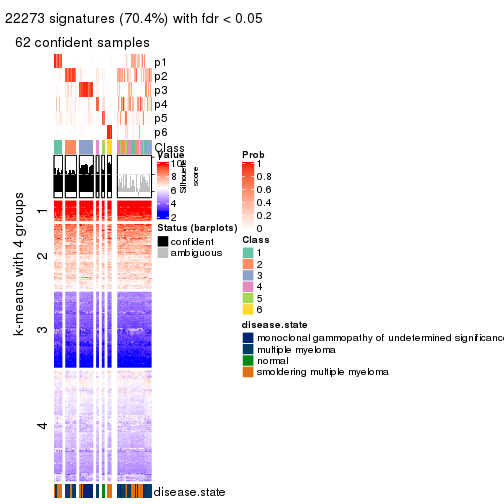 22273 signatures (70.4%) with fdr < 0.05
62 confident samples
p1
p2
p3
p4
p5
p6
Class
Silhouette
score
k-means with 4 groups
1
2
3
4
disease.state
Value
10
8
6
4
2
Status (barplots)
confident
ambiguous
Prob
1
0.8
0.6
0.4
0.2
0
Class
1
2
3
4
5
6
disease.state
monoclonal gammopathy of undetermined significance
multiple myeloma
normal
smoldering multiple myeloma